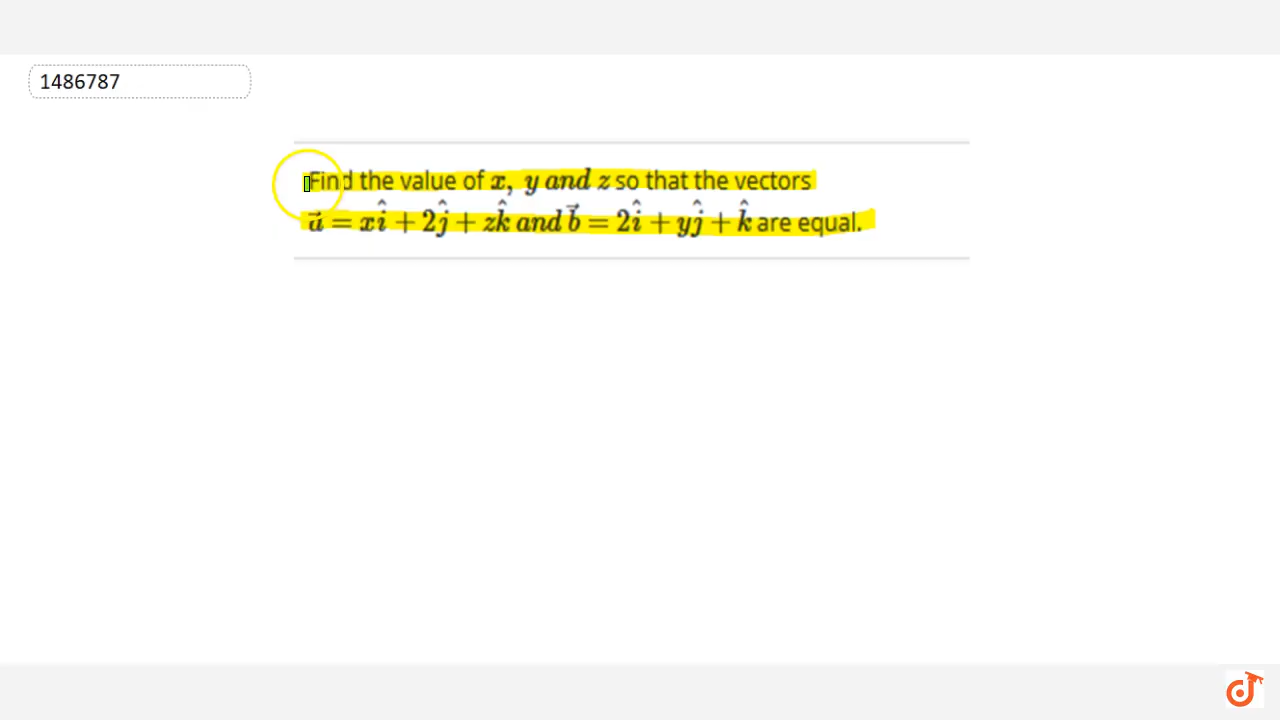 1486787
Find the value of x, y and z so that the vectors
a⃗ = xî + 2ĵ + zk̂ and b⃗ = 2î + yĵ + k̂ are equal.